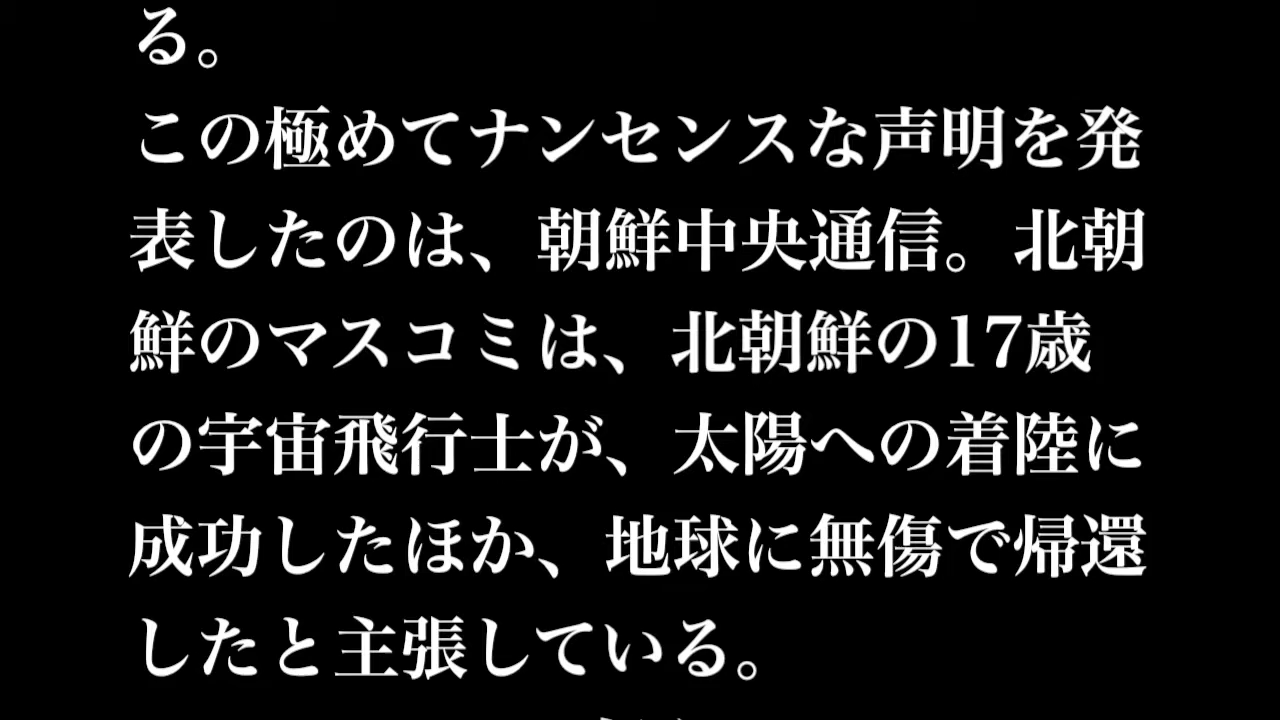 る。
この極めてナンセンスな声明を発
表したのは、朝鮮中央通信。北朝
鮮のマスコミは、北朝鮮の17歳
の宇宙飛行士が、太陽への着陸に
成功したほか、地球に無傷で帰還
したと主張している。